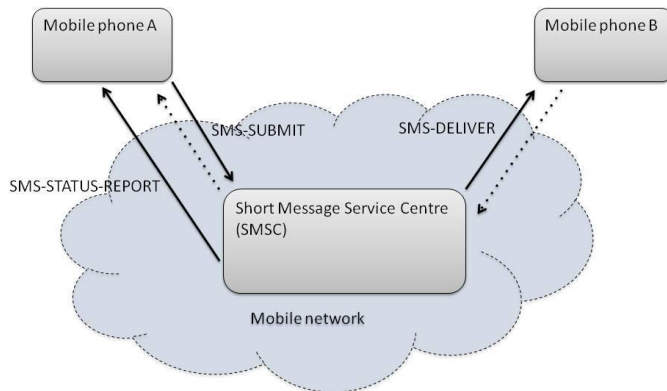 Mobile phone A
Mobile phone B
SMS-SUBMIT
SMS-DELIVER
SMS-STATUS-REPORT
Short Message Service Centre
(SMSC)
Mobile network